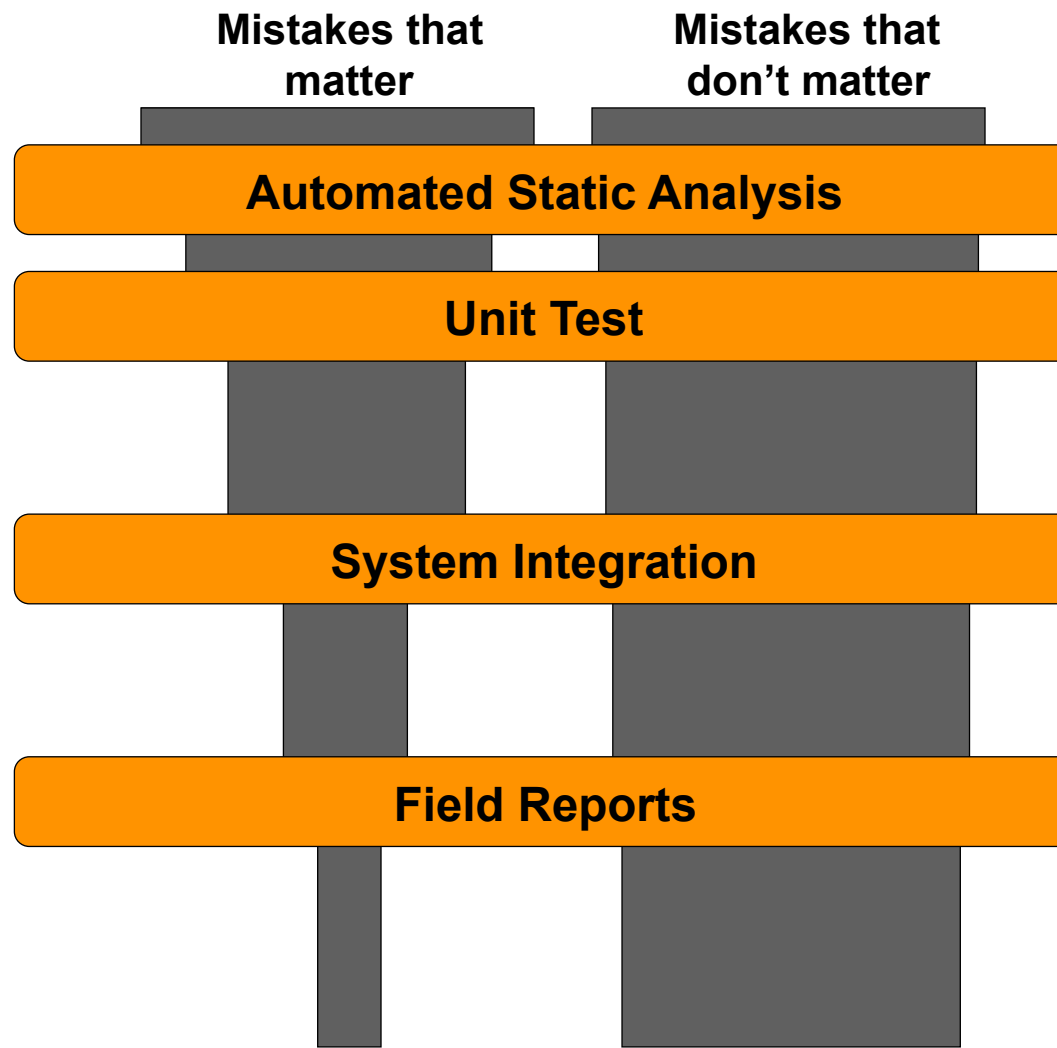 Mistakes that
matter
Mistakes that
don’t matter
Automated Static Analysis
Unit Test
System Integration
Field Reports